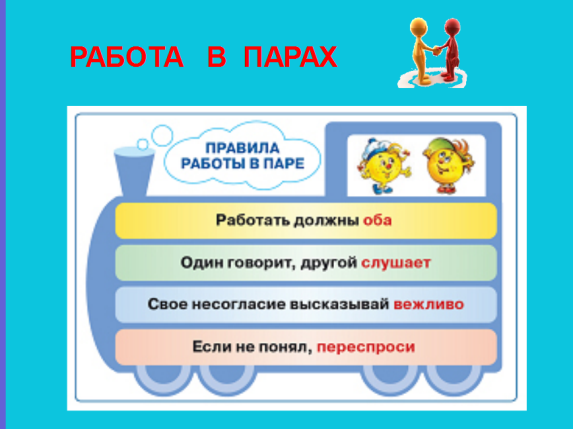 РАБОТА В ПАРАХ
ПРАВИЛА
РАБОТЫ В ПАРЕ
Работать должны оба
Один говорит, другой слушает
Свое несогласие высказывай вежливо
Если не понял, переспроси